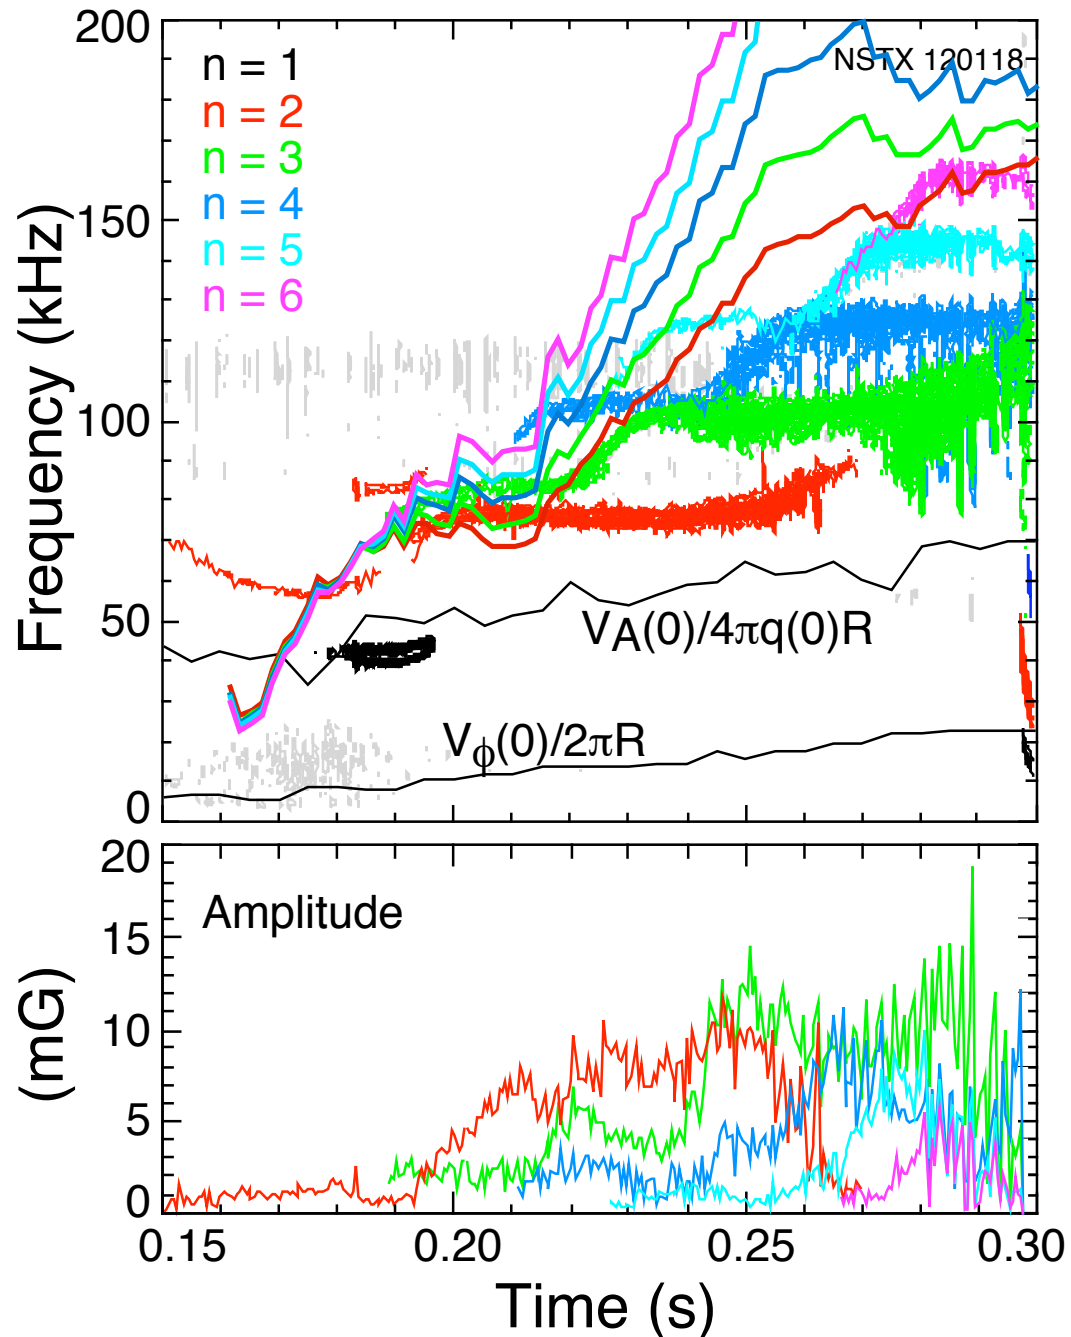 200
NSTX 120118
n = 1
n = 2
n = 3
n = 4
n = 5
n = 6
150
Frequency (kHz)
100
50
VA(0)/4πq(0)R
Vϕ(0)/2πR
0
20
Amplitude
15
(mG)
10
5
0
0.15 0.20 0.25 0.30
Time (s)